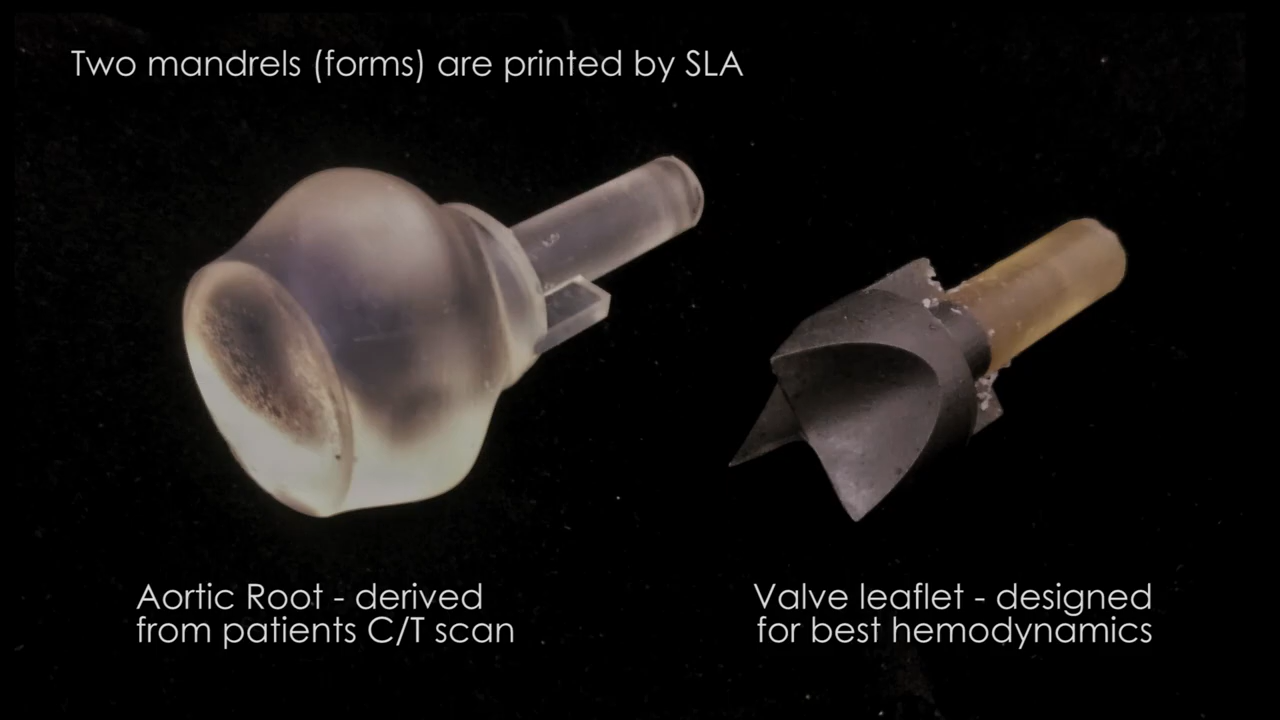 Two mandrels (forms) are printed by SLA
Aortic Root - derived
from patients C/T scan
Valve leaflet - designed
for best hemodynamics